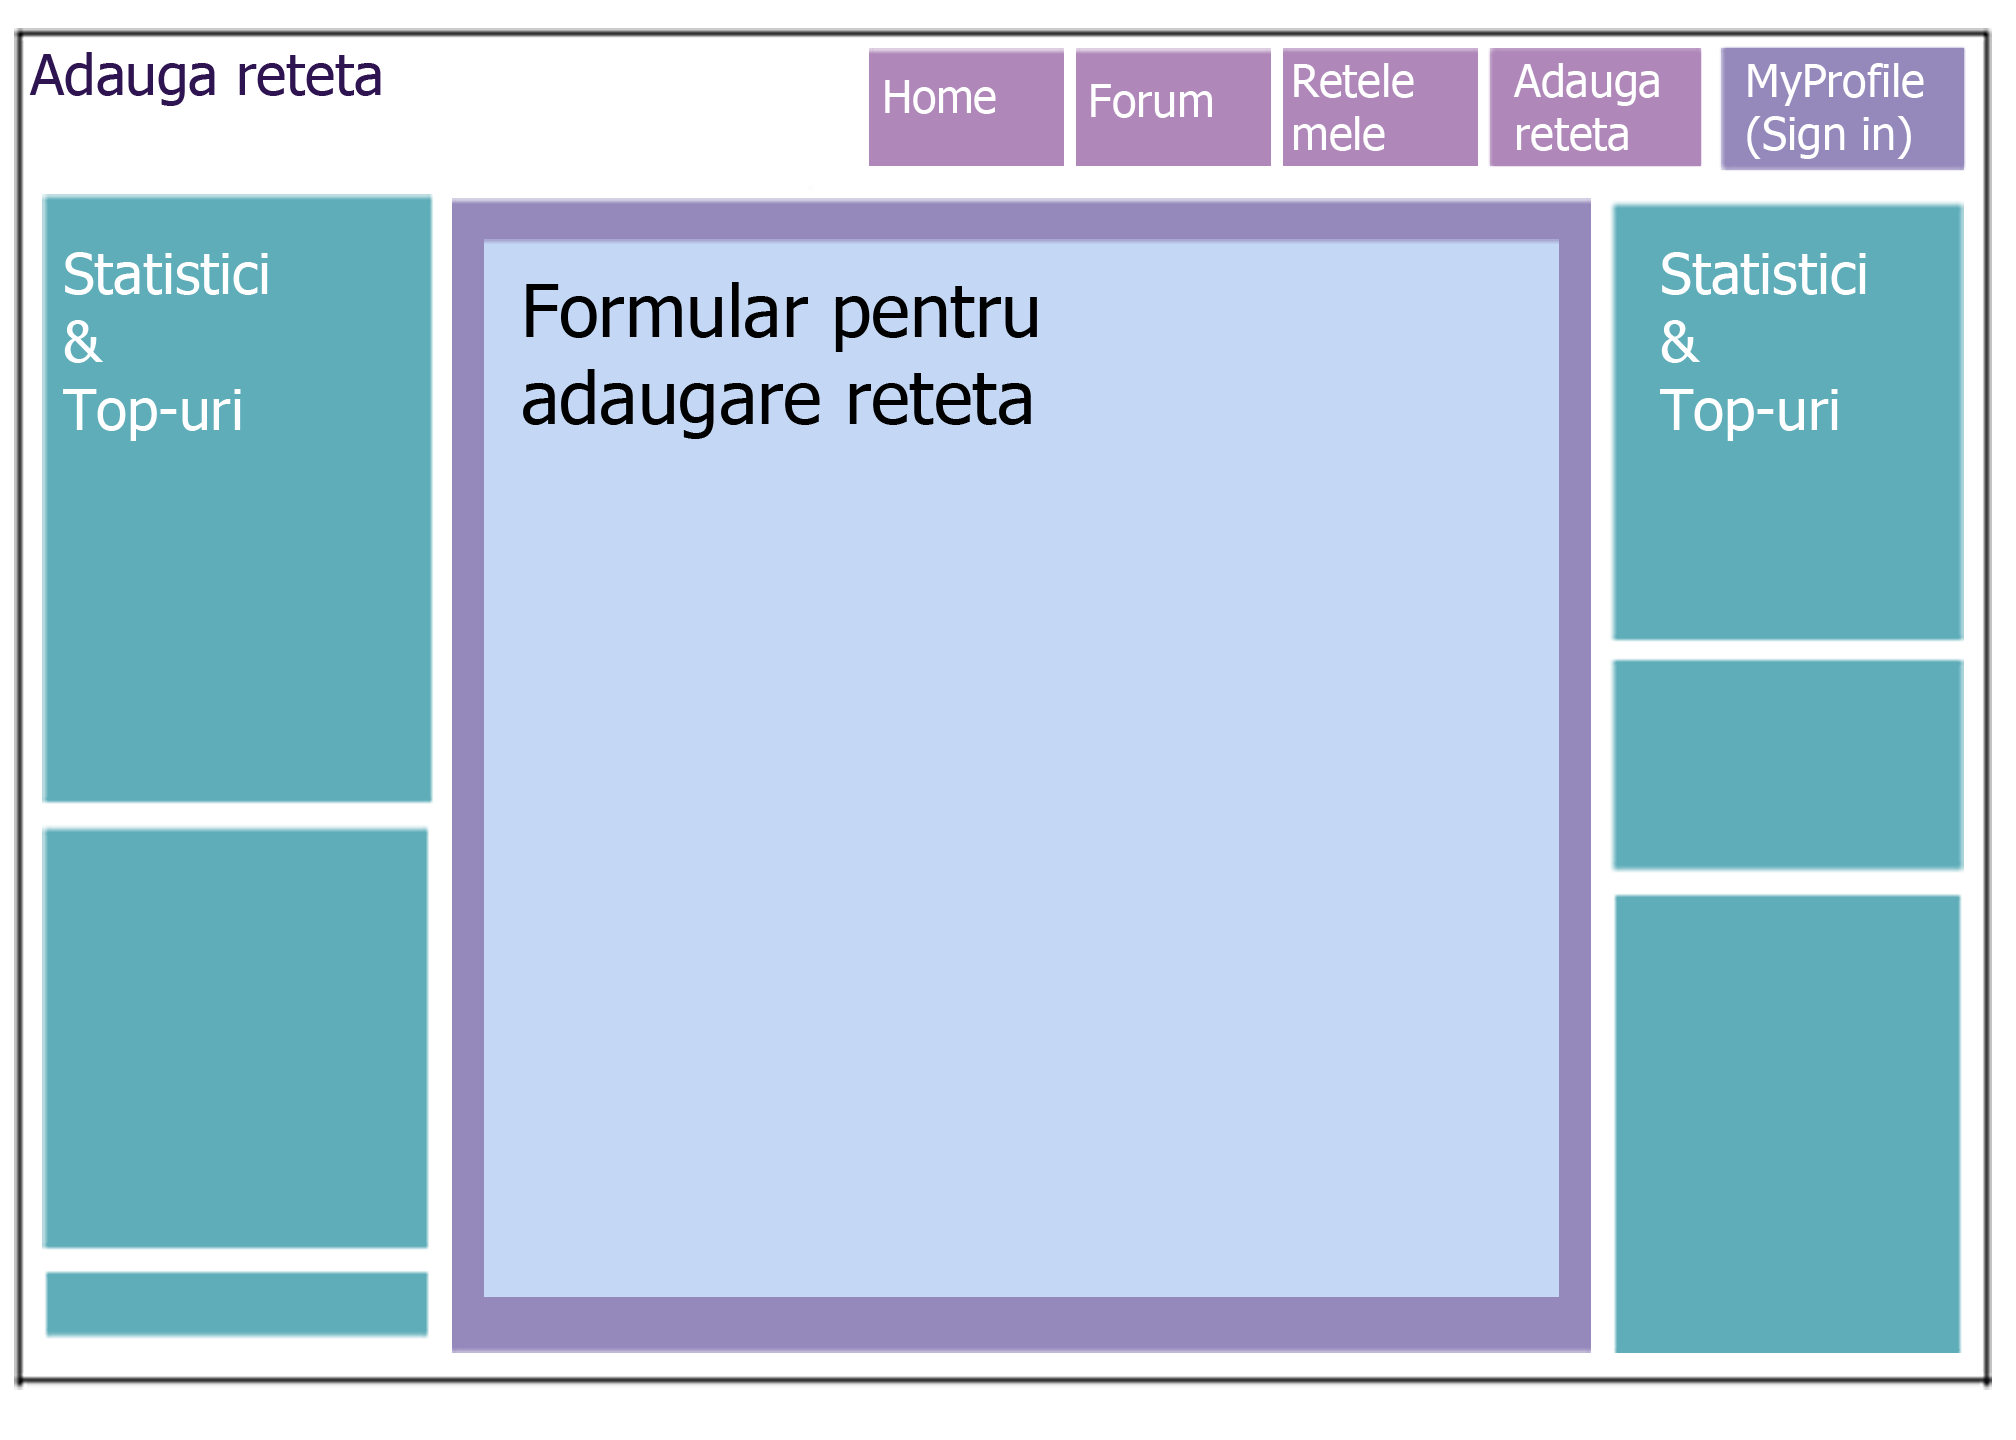 Adauga reteta
Home
Forum
Retele
mele
Adauga
reteta
MyProfile
(Sign in)
Statistici
&
Top-uri
Formular pentru
adaugare reteta
Statistici
&
Top-uri